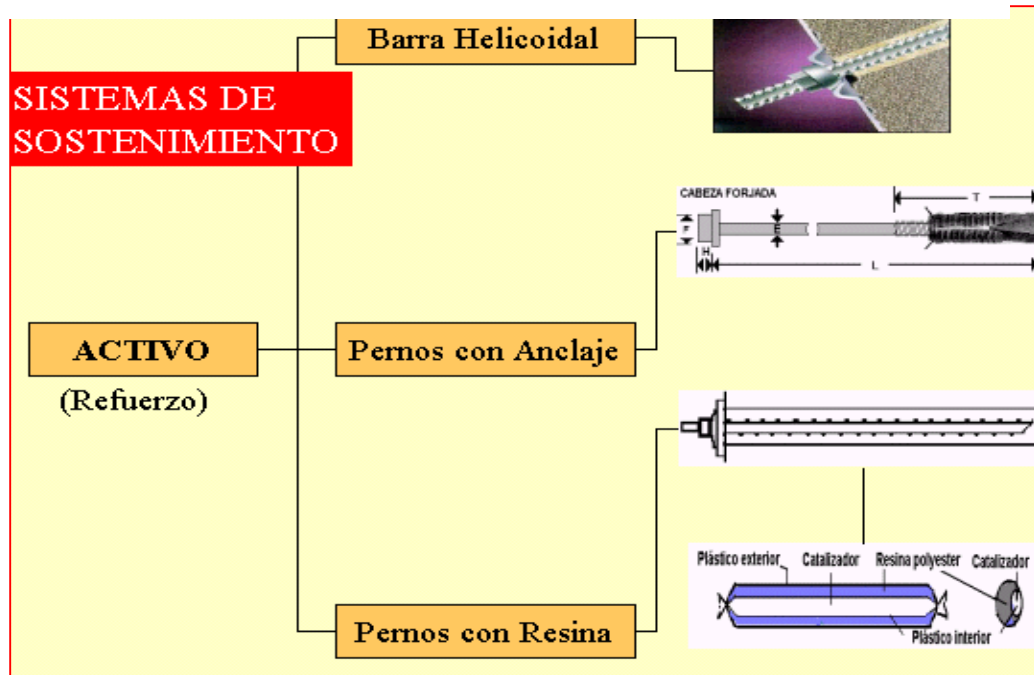 Barra Helicoidal
SISTEMAS DE
SOSTENIMIENTO
CABEZA FORJADA
T
F
E
H
L
ACTIVO
(Refuerzo)
Pernos con Anclaje
Plástico exterior
Catalizador
Resina polyester
Catalizador
Plástico interior
Pernos con Resina